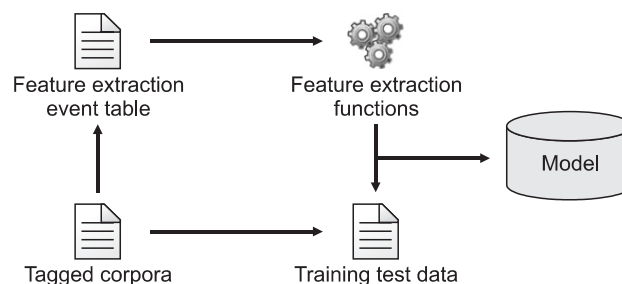 Feature extraction
event table
Feature extraction
functions
Model
Tagged corpora
Training test data